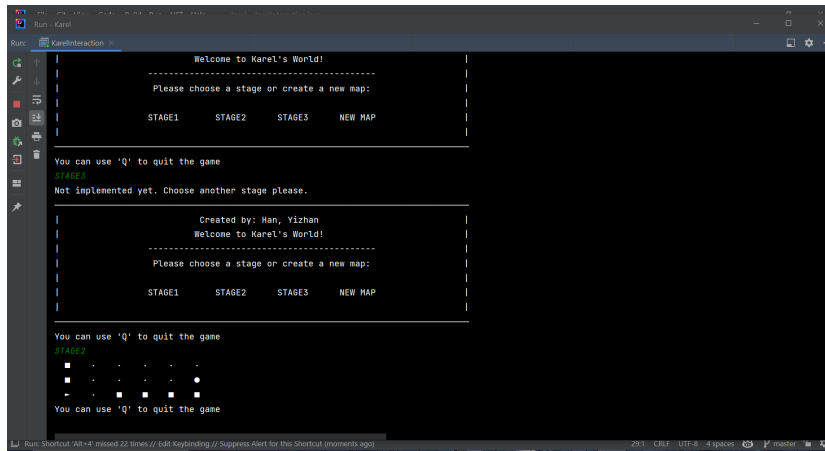 Run - Karel
Run: KarelInteraction
Welcome to Karel's World!
Please choose a stage or create a new map:
STAGE1 STAGE2 STAGE3 NEW MAP
You can use 'Q' to quit the game
STAGE3
Not implemented yet. Choose another stage please.
Created by: Han, Yizhan
Welcome to Karel's World!
Please choose a stage or create a new map:
STAGE1 STAGE2 STAGE3 NEW MAP
You can use 'Q' to quit the game
STAGE2
You can use 'Q' to quit the game
Run: Shortcut 'Alt+4' missed 22 times // Edit Keybinding // Suppress Alert for this Shortcut (moments ago) 29:1 CRLF UTF-8 4 spaces master